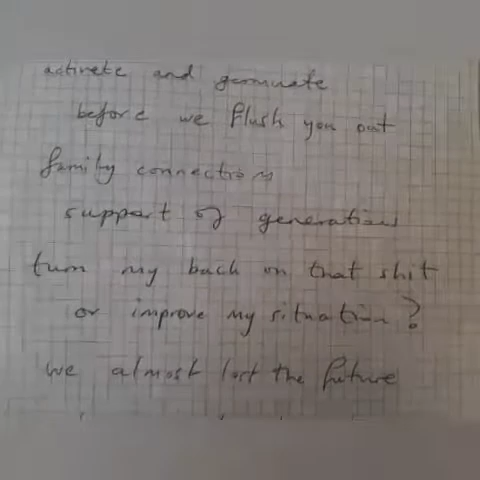 activate and germinate
before we flush you out
family connections
support of generations
turn my back on that shit
or improve my situation?
we almost lost the future